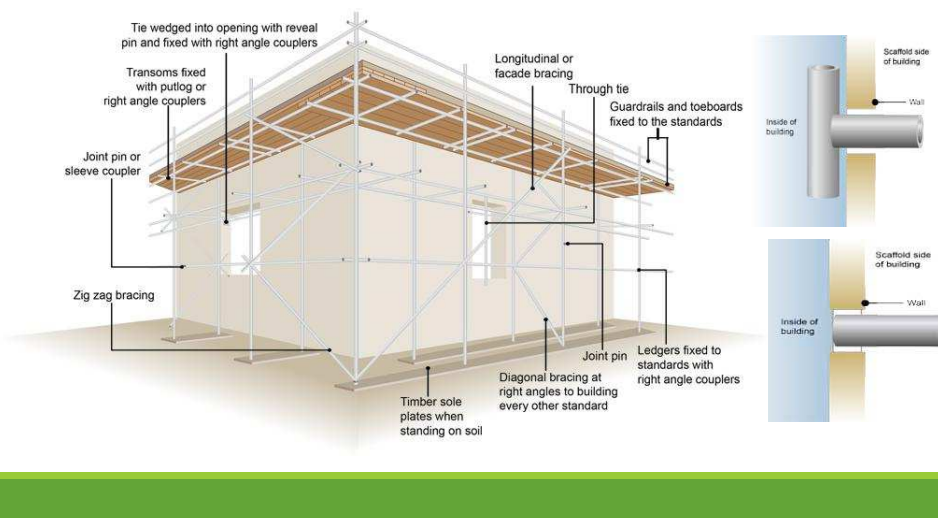 Tie wedged into opening with reveal
pin and fixed with right angle couplers
Transoms fixed
with putlog or
right angle couplers
Joint pin or
sleeve coupler
Zig zag bracing
Longitudinal or
facade bracing
Through tie
Guardrails and toeboards
fixed to the standards
Timber sole
plates when
standing on soil
Diagonal bracing at
right angles to building
every other standard
Joint pin
Ledgers fixed to
standards with
right angle couplers
Scaffold side
of building
Wall
Inside of
building
Scaffold side
of building
Wall
Inside of
building